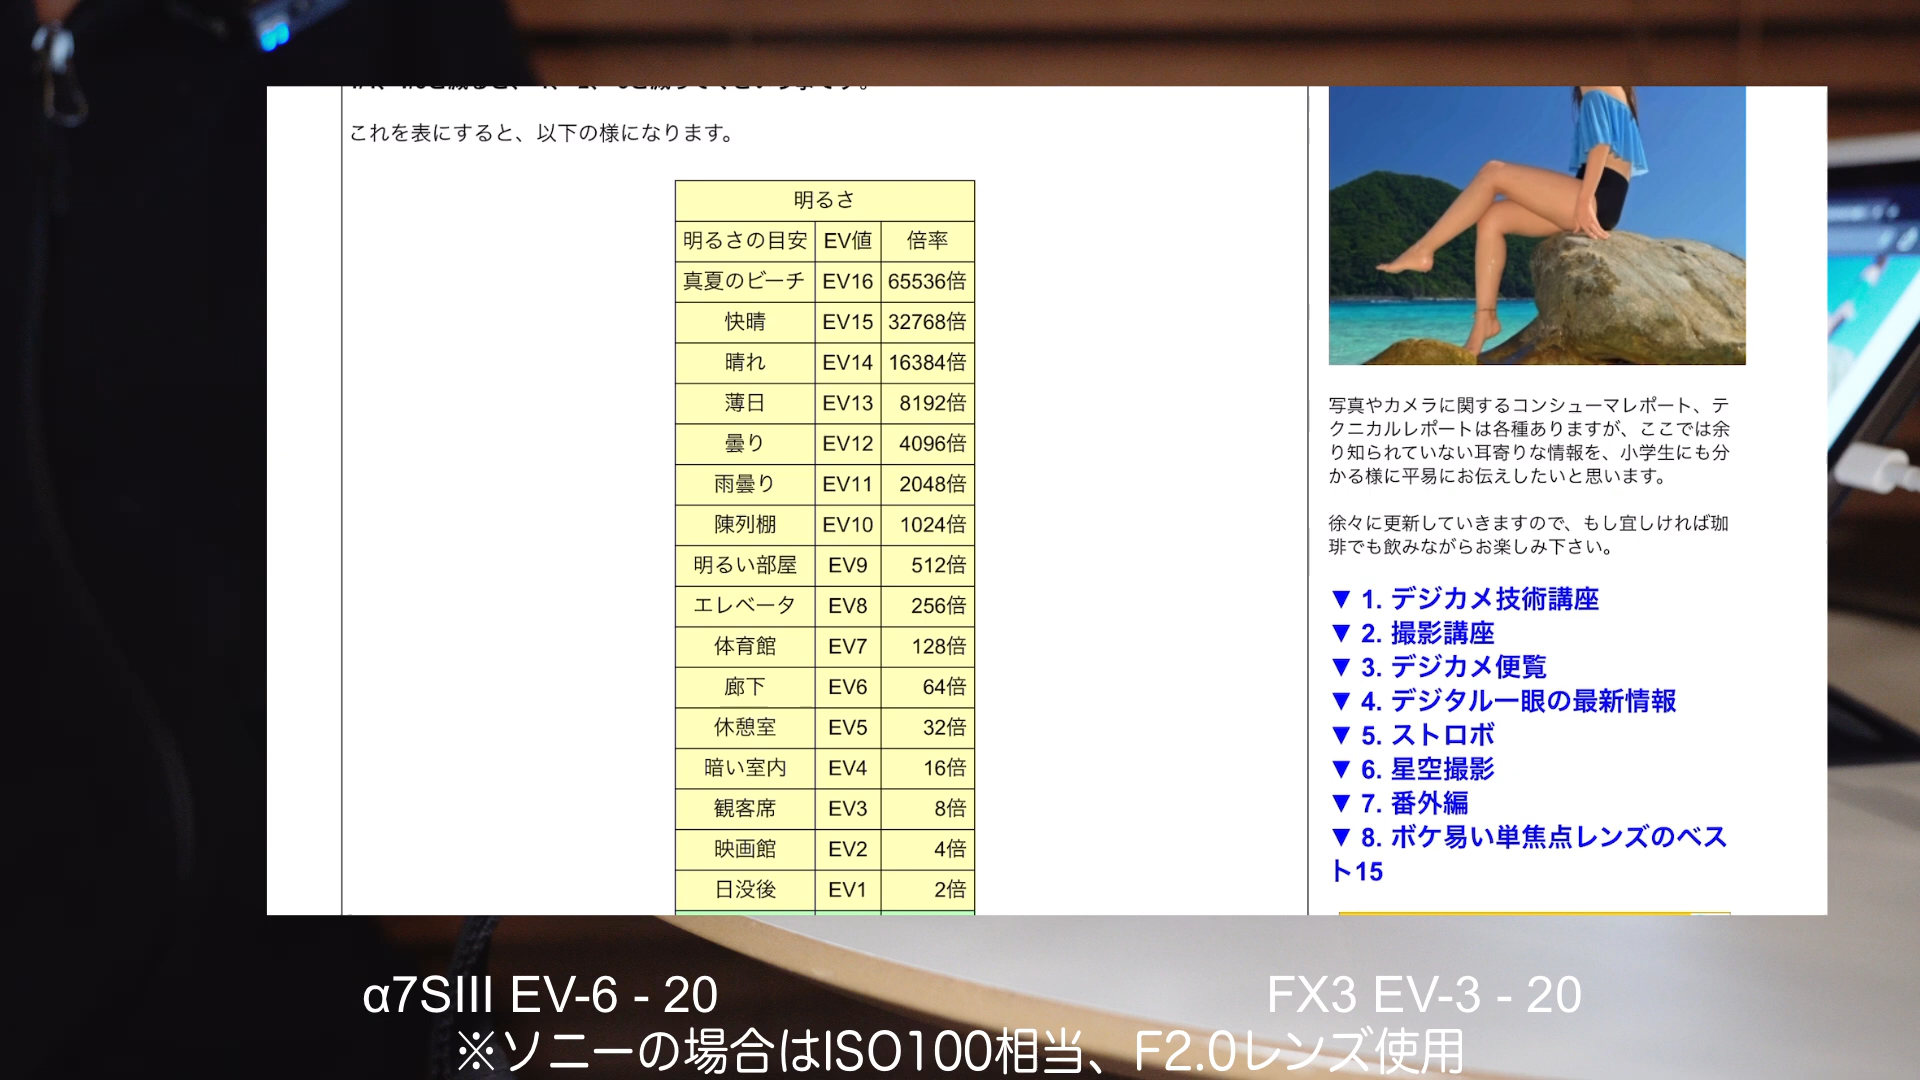 これを表にすると、以下の様になります。
明るさ
明るさの目安 EV値 倍率
真夏のビーチ EV16 65536倍
快晴 EV15 32768倍
晴れ EV14 16384倍
薄日 EV13 8192倍
曇り EV12 4096倍
雨曇り EV11 2048倍
陳列棚 EV10 1024倍
明るい部屋 EV9 512倍
エレベータ EV8 256倍
体育館 EV7 128倍
廊下 EV6 64倍
休憩室 EV5 32倍
暗い室内 EV4 16倍
観客席 EV3 8倍
映画館 EV2 4倍
日没後 EV1 2倍
写真やカメラに関するコンシューマレポート、テ
クニカルレポートは各種ありますが、ここでは余
り知られていない耳寄りな情報を、小学生にも分
かる様に平易にお伝えしたいと思います。
徐々に更新していきますので、もし宜しければ珈
琲でも飲みながらお楽しみ下さい。
▼ 1. デジカメ技術講座
▼ 2. 撮影講座
▼ 3. デジカメ便覧
▼ 4. デジタル一眼の最新情報
▼ 5. ストロボ
▼ 6. 星空撮影
▼ 7. 番外編
▼ 8. ボケ易い単焦点レンズのベス
ト15
α7SIII EV-6 - 20
FX3 EV-3 - 20
※ソニーの場合はISO100相当、F2.0レンズ使用